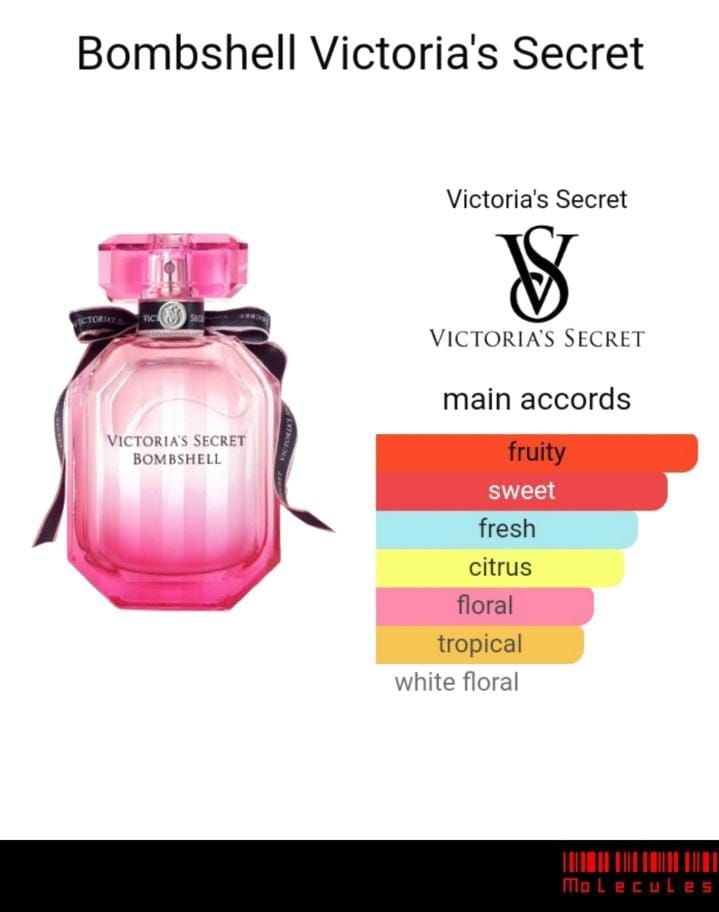 Bombshell Victoria's Secret
Victoria's Secret
VS
VICTORIA'S SECRET
main accords
VICTORIA'S SECRET
BOMBSHELL
fruity
sweet
fresh
citrus
floral
tropical
white floral
Molecules